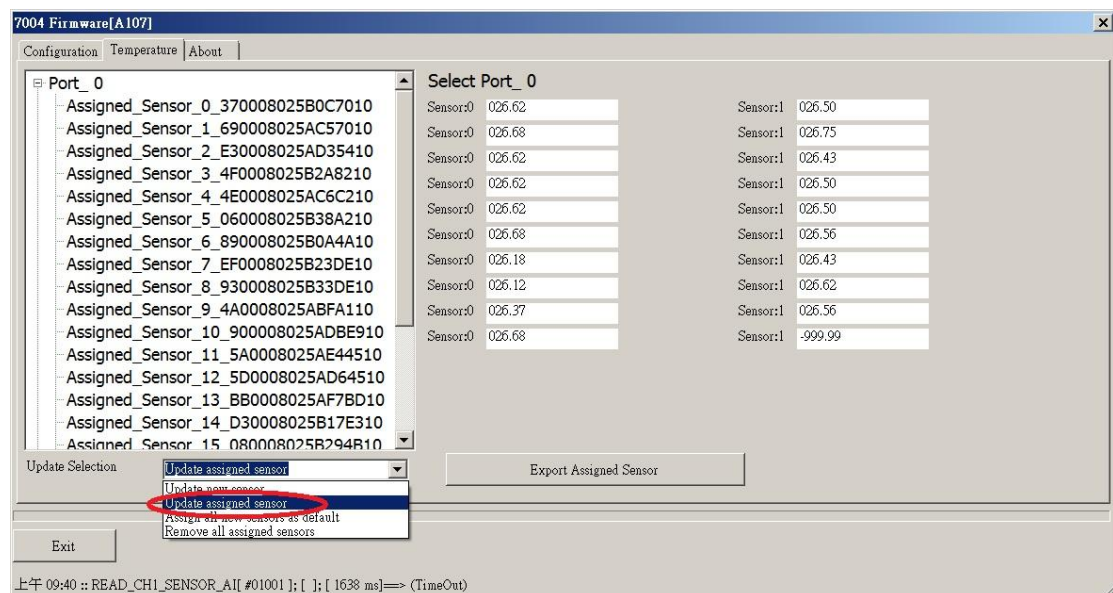 7004 Firmware[A107]
Configuration Temperature About
Port_ 0
Assigned_Sensor_0_370008025B0C7010
Assigned_Sensor_1_690008025AC57010
Assigned_Sensor_2_E30008025AD35410
Assigned_Sensor_3_4F0008025B2A8210
Assigned_Sensor_4_4E0008025AC6C210
Assigned_Sensor_5_060008025B38A210
Assigned_Sensor_6_890008025B0A4A10
Assigned_Sensor_7_EF0008025B23DE10
Assigned_Sensor_8_930008025B33DE10
Assigned_Sensor_9_4A0008025ABFA110
Assigned_Sensor_10_900008025ADBE910
Assigned_Sensor_11_5A0008025AE44510
Assigned_Sensor_12_5D0008025AD64510
Assigned_Sensor_13_BB0008025AF7BD10
Assigned_Sensor_14_D30008025B17E310
Assigned_Sensor_15_080008025B294B10
Select Port_ 0
Sensor:0 026.62 Sensor:1 026.50
Sensor:0 026.68 Sensor:1 026.75
Sensor:0 026.62 Sensor:1 026.43
Sensor:0 026.62 Sensor:1 026.50
Sensor:0 026.62 Sensor:1 026.50
Sensor:0 026.68 Sensor:1 026.56
Sensor:0 026.18 Sensor:1 026.43
Sensor:0 026.12 Sensor:1 026.62
Sensor:0 026.37 Sensor:1 026.56
Sensor:0 026.68 Sensor:1 -999.99
Update Selection Update assigned sensor Export Assigned Sensor
Update new sensor
Update assigned sensor
Assign all new sensors as default
Remove all assigned sensors
Exit
上午 09:40 :: READ_CH1_SENSOR_AI[ #01001 ]; [ ]; [ 1638 ms]==> (TimeOut)